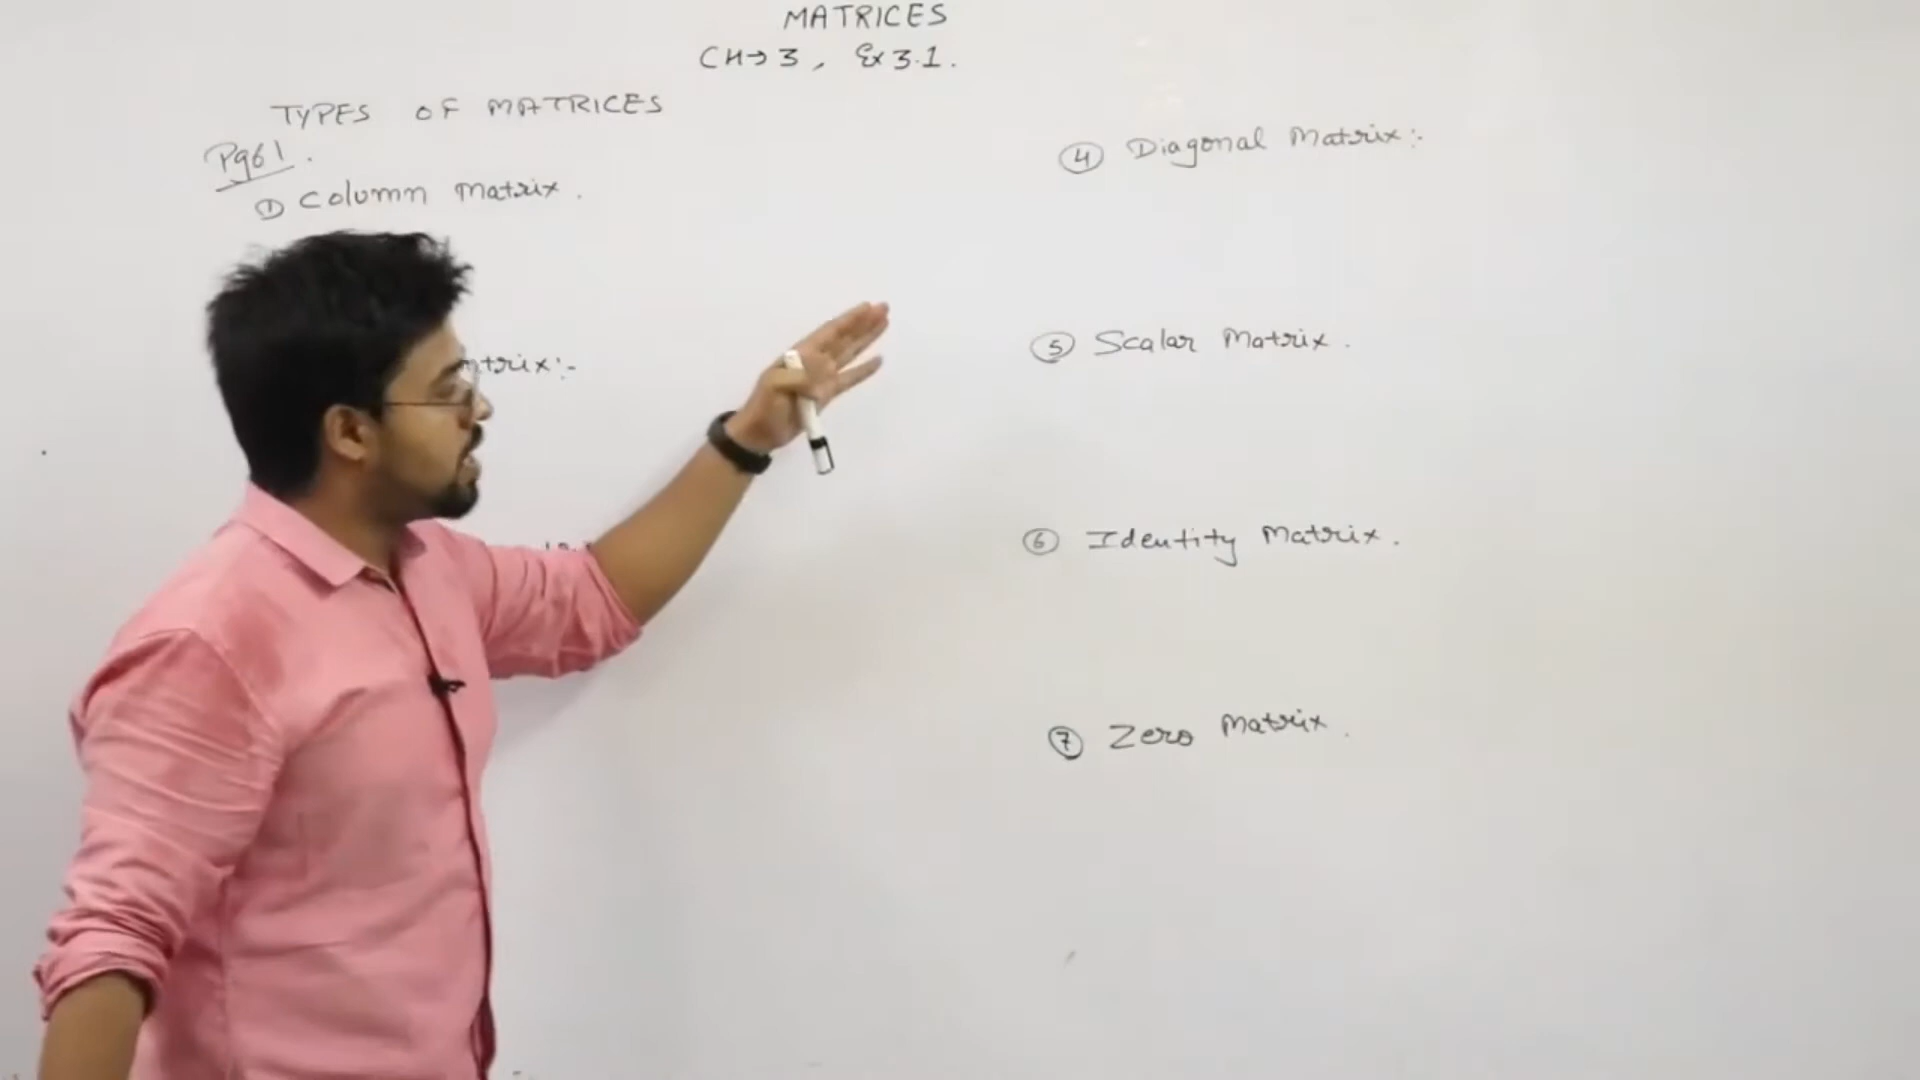 MATRICES
CH→3, Ex 3.1.
TYPES OF MATRICES
Pg61.
① Column Matrix.
④ Diagonal Matrix:-
⑤ Scalar Matrix.
⑥ Identity Matrix.
⑦ Zero Matrix.